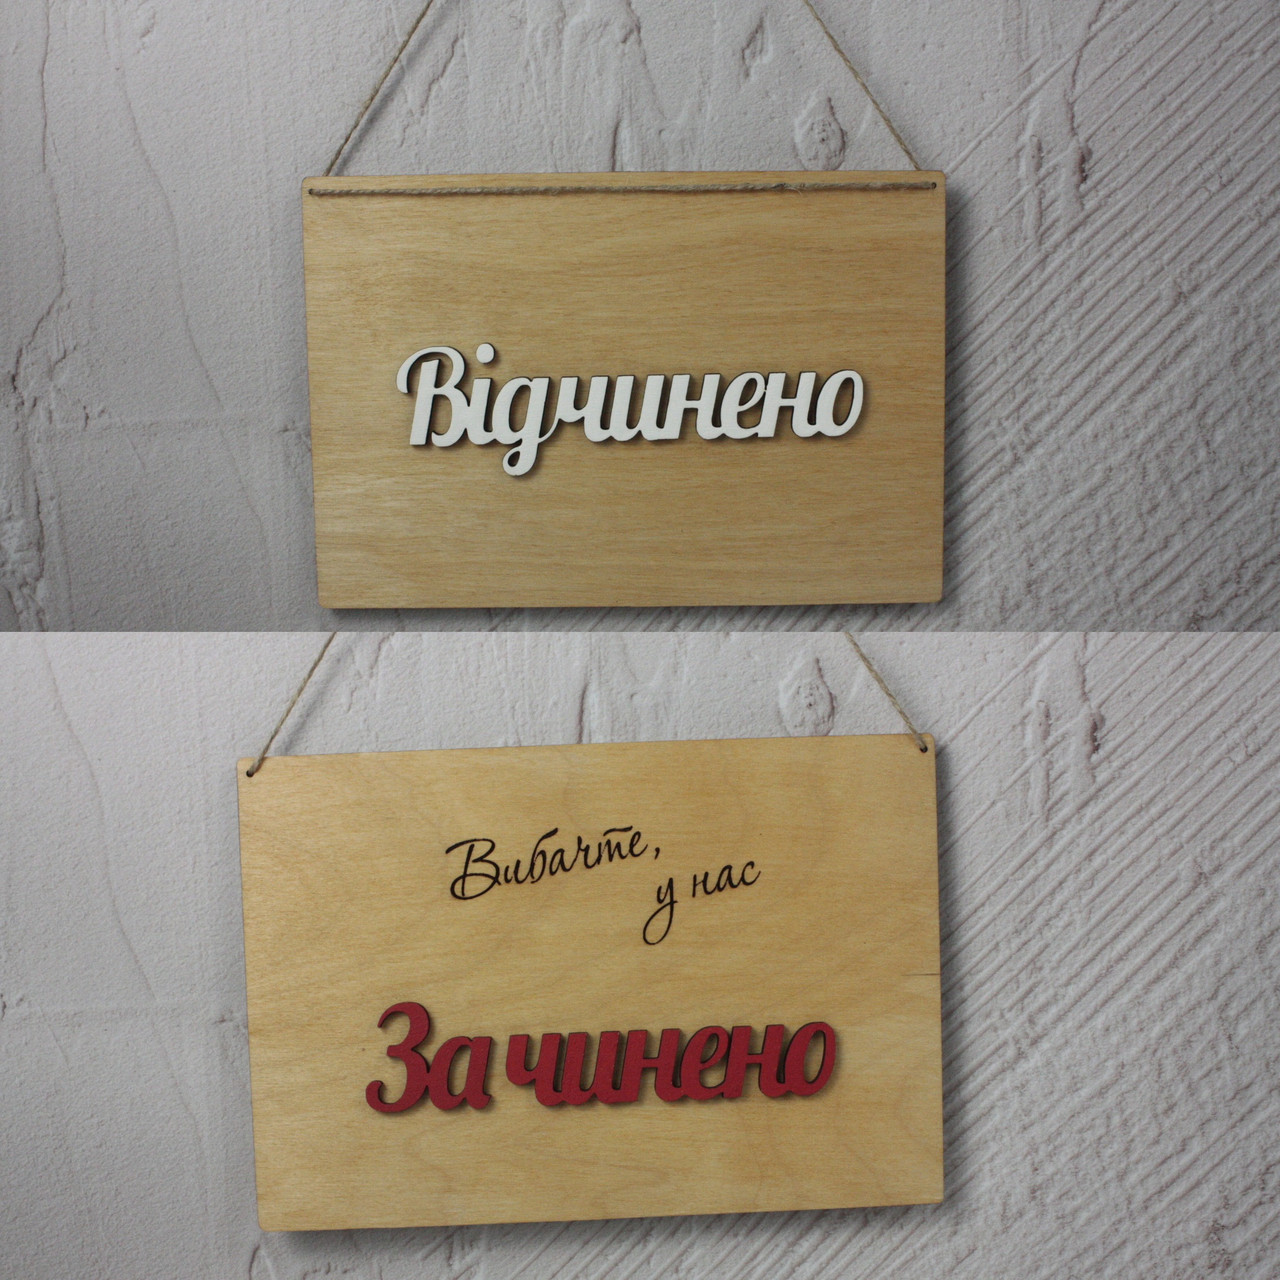 Відчинено
Вибачте,
у нас
Зачинено